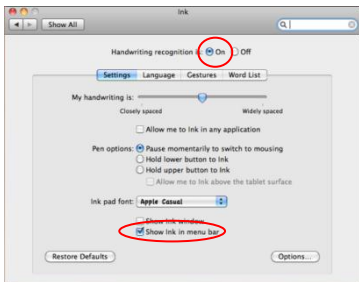 Ink
Show All
Handwriting recognition is: On Off
Settings Language Gestures Word List
My handwriting is:
Closely spaced Widely spaced
Allow me to Ink in any application
Pen options: Pause momentarily to switch to mousing
Hold lower button to Ink
Hold upper button to Ink
Allow me to Ink above the tablet surface
Ink pad font: Apple Casual
Show Ink window
Show Ink in menu bar
Restore Defaults Options...